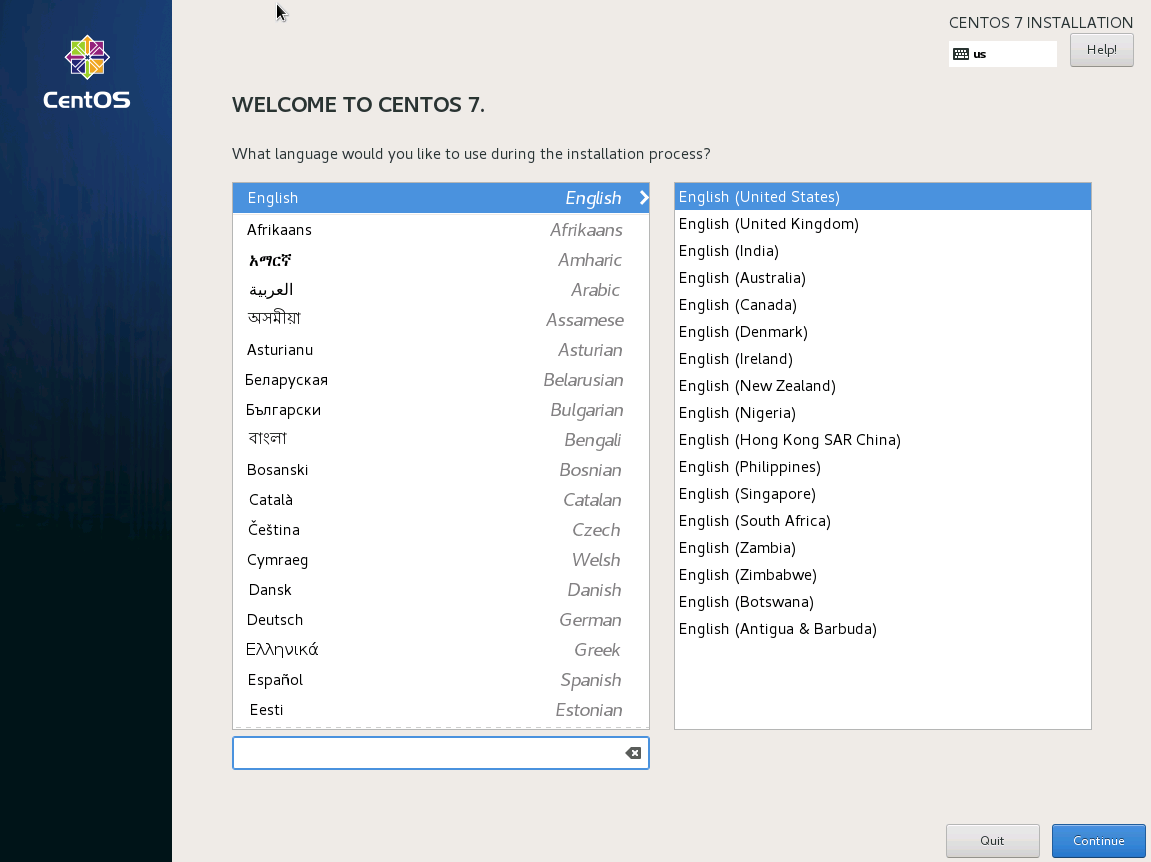 CentOS
CENTOS 7 INSTALLATION
us
Help!
WELCOME TO CENTOS 7.
What language would you like to use during the installation process?
English English
Afrikaans Afrikaans
አማርኛ Amharic
العربية Arabic
অসমীয়া Assamese
Asturianu Asturian
Беларуская Belarusian
Български Bulgarian
বাংলা Bengali
Bosanski Bosnian
Català Catalan
Čeština Czech
Cymraeg Welsh
Dansk Danish
Deutsch German
Ελληνικά Greek
Español Spanish
Eesti Estonian
English (United States)
English (United Kingdom)
English (India)
English (Australia)
English (Canada)
English (Denmark)
English (Ireland)
English (New Zealand)
English (Nigeria)
English (Hong Kong SAR China)
English (Philippines)
English (Singapore)
English (South Africa)
English (Zambia)
English (Zimbabwe)
English (Botswana)
English (Antigua & Barbuda)
Quit
Continue